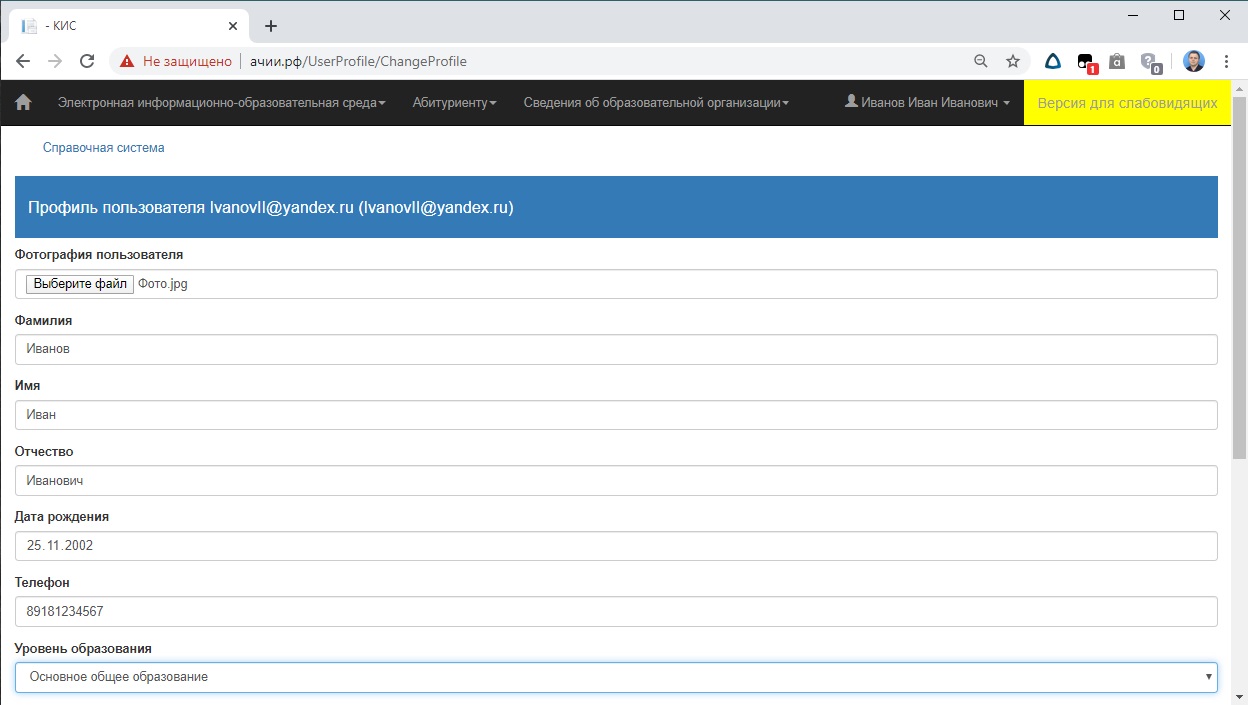 - КИС
Не защищено
ачии.рф/UserProfile/ChangeProfile
1
0
Электронная информационно-образовательная среда
Абитуриенту
Сведения об образовательной организации
Иванов Иван Иванович
Версия для слабовидящих
Справочная система
Профиль пользователя IvanovII@yandex.ru (IvanovII@yandex.ru)
Фотография пользователя
Выберите файл Фото.jpg
Фамилия
Иванов
Имя
Иван
Отчество
Иванович
Дата рождения
25.11.2002
Телефон
89181234567
Уровень образования
Основное общее образование